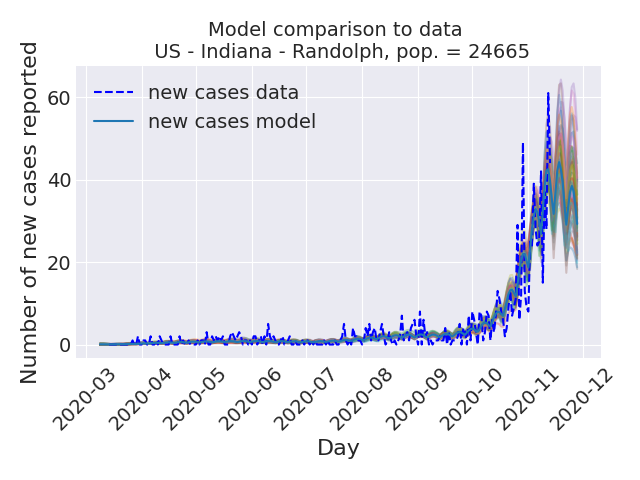 Model comparison to data
US - Indiana - Randolph, pop. = 24665
Number of new cases reported
60
40
20
0
new cases data
new cases model
2020-03
2020-04
2020-05
2020-06
2020-07
2020-08
2020-09
2020-10
2020-11
2020-12
Day